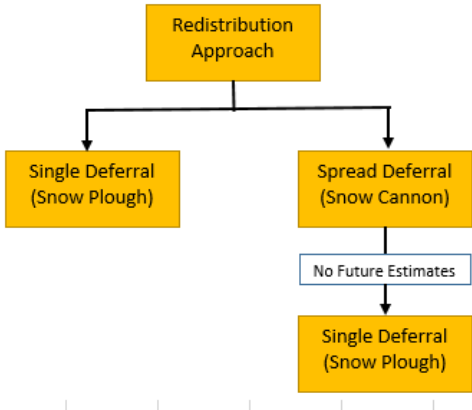 Redistribution
Approach
Single Deferral
(Snow Plough)
Spread Deferral
(Snow Cannon)
No Future Estimates
Single Deferral
(Snow Plough)